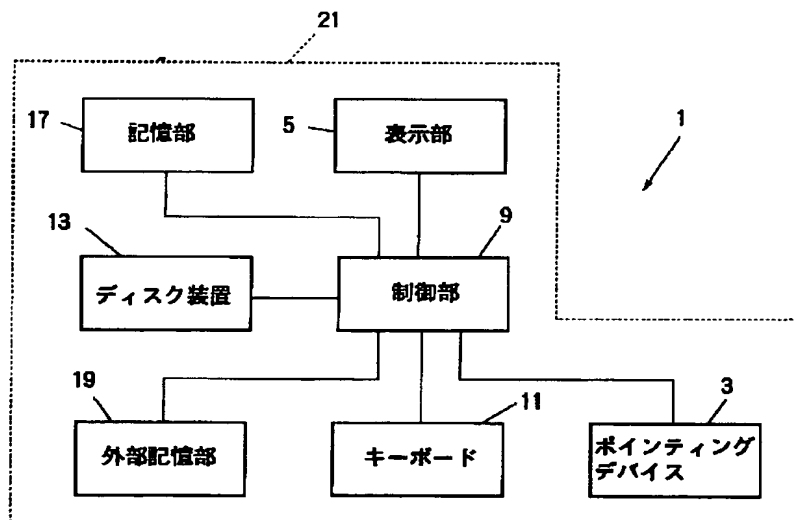 21
17
記憶部
5
表示部
1
13
ディスク装置
9
制御部
19
外部記憶部
11
キーボード
3
ポインティング
デバイス